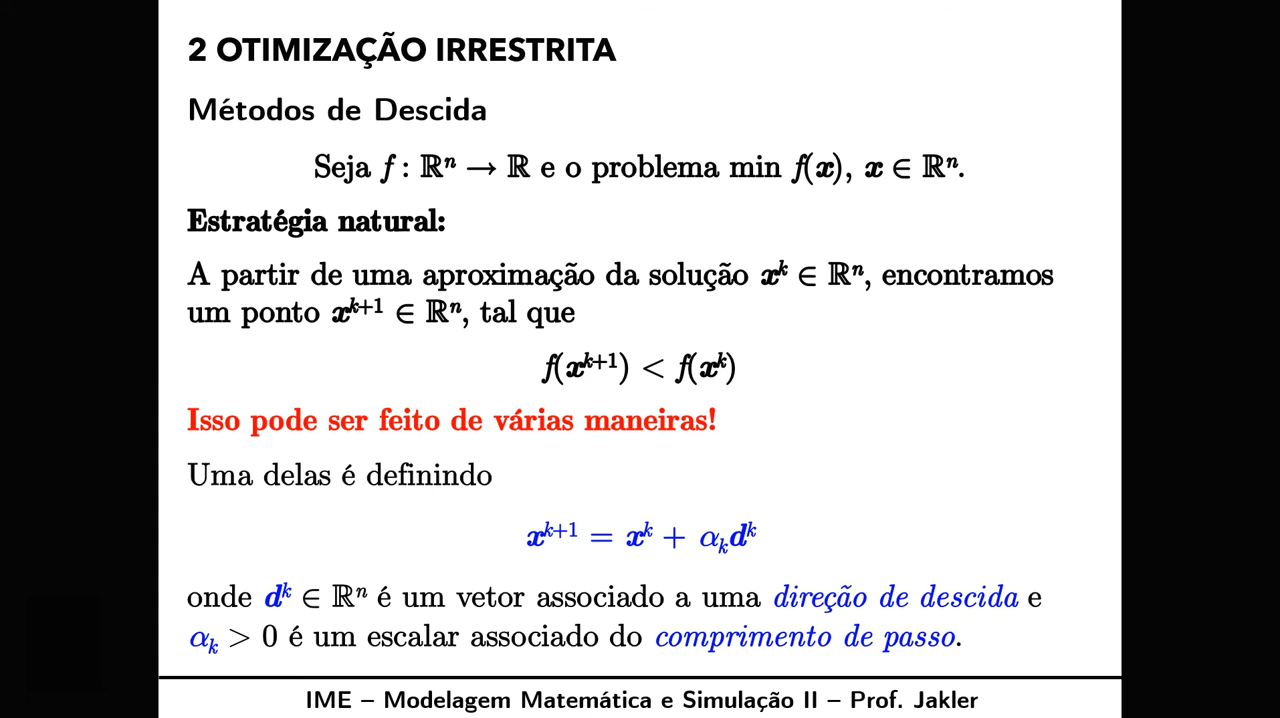 2 OTIMIZAÇÃO IRRESTRITA
Métodos de Descida
Seja f : ℝⁿ → ℝ e o problema min f(x), x ∈ ℝⁿ.
Estratégia natural:
A partir de uma aproximação da solução xᵏ ∈ ℝⁿ, encontramos
um ponto xᵏ⁺¹ ∈ ℝⁿ, tal que
f(xᵏ⁺¹) < f(xᵏ)
Isso pode ser feito de várias maneiras!
Uma delas é definindo
xᵏ⁺¹ = xᵏ + αₖdᵏ
onde dᵏ ∈ ℝⁿ é um vetor associado a uma direção de descida e
αₖ > 0 é um escalar associado do comprimento de passo.
IME – Modelagem Matemática e Simulação II – Prof. Jakler